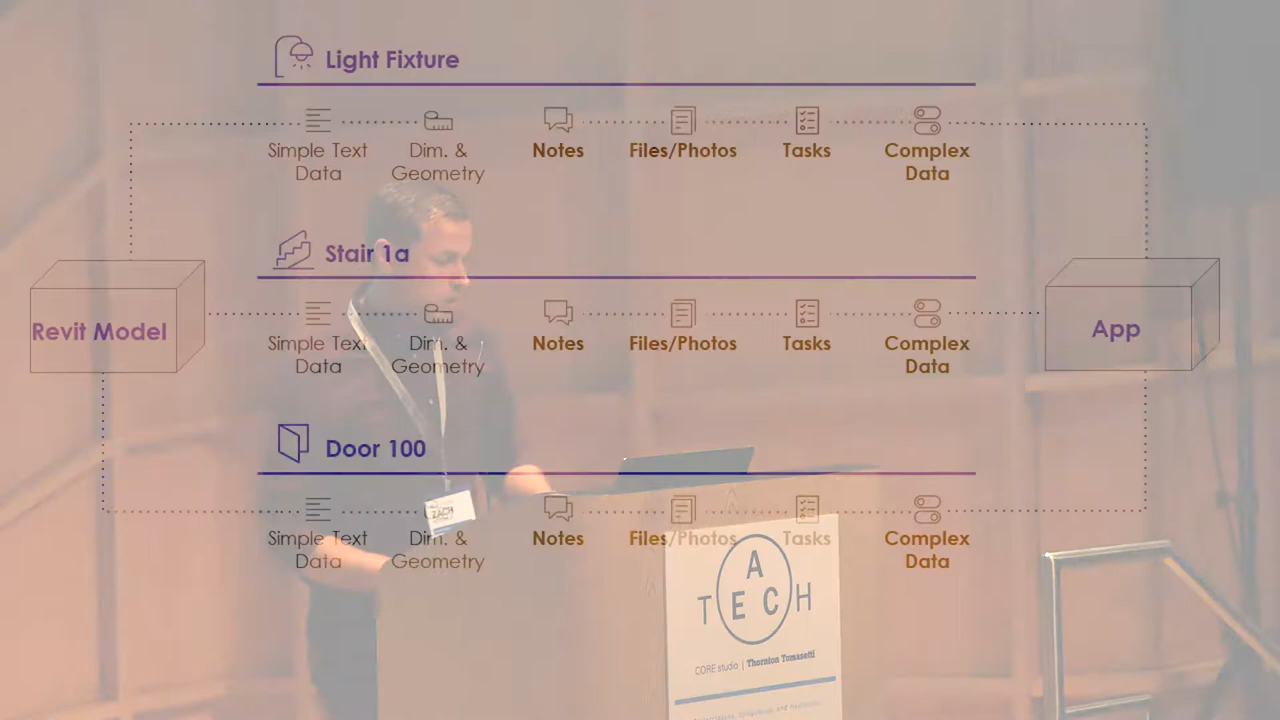 Light Fixture
Simple Text Data
Dim. & Geometry
Notes
Files/Photos
Tasks
Complex Data
Stair 1a
Revit Model
App
Simple Text Data
Dim. & Geometry
Notes
Files/Photos
Tasks
Complex Data
Door 100
Simple Text Data
Dim. & Geometry
Notes
Files/Photos
Tasks
Complex Data
ZACH
A
TECH
CORE studio | Thornton Tomasetti